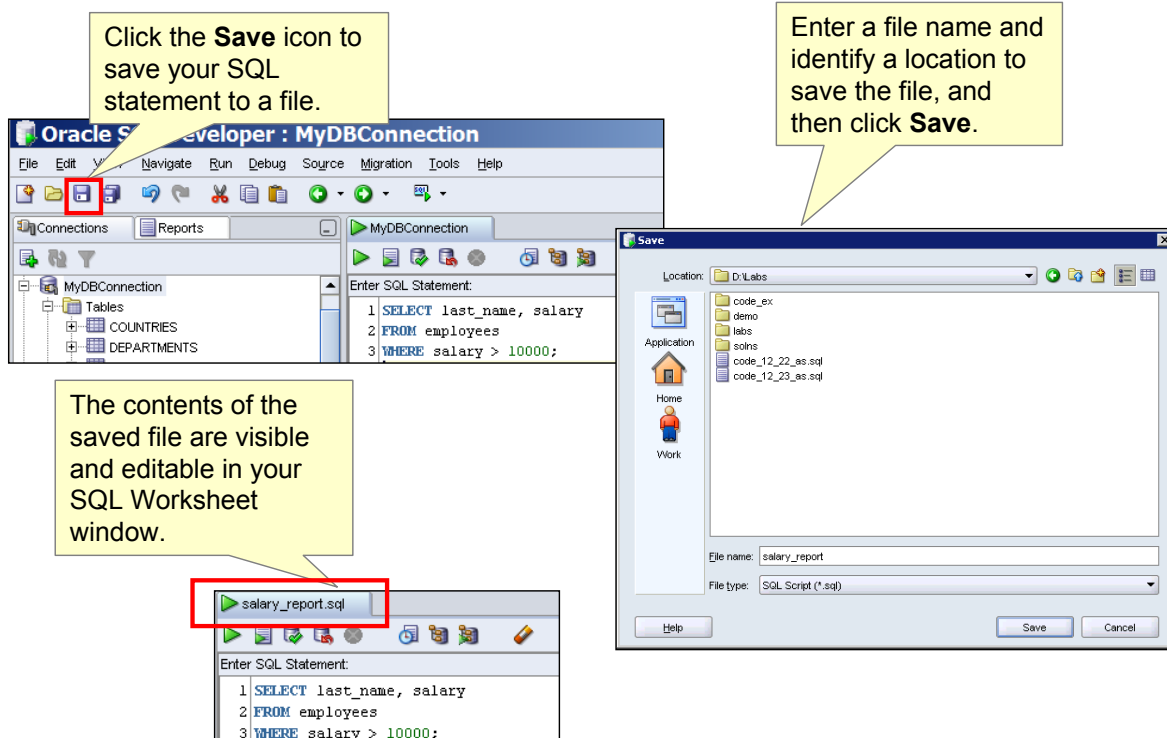 Click the Save icon to
save your SQL
statement to a file.
Enter a file name and
identify a location to
save the file, and
then click Save.
Oracle S eveloper : MyDBConnection
File Edit Navigate Run Debug Source Migration Tools Help
Connections Reports
MyDBConnection
MyDBConnection
Tables
COUNTRIES
DEPARTMENTS
Enter SQL Statement:
1 SELECT last_name, salary
2 FROM employees
3 WHERE salary > 10000;
Save
Location: D:\Labs
Application
Home
Work
code_ex
demo
labs
solns
code_12_22_as.sql
code_12_23_as.sql
File name: salary_report
File type: SQL Script (*.sql)
Help Save Cancel
The contents of the
saved file are visible
and editable in your
SQL Worksheet
window.
salary_report.sql
Enter SQL Statement:
1 SELECT last_name, salary
2 FROM employees
3 WHERE salary > 10000;